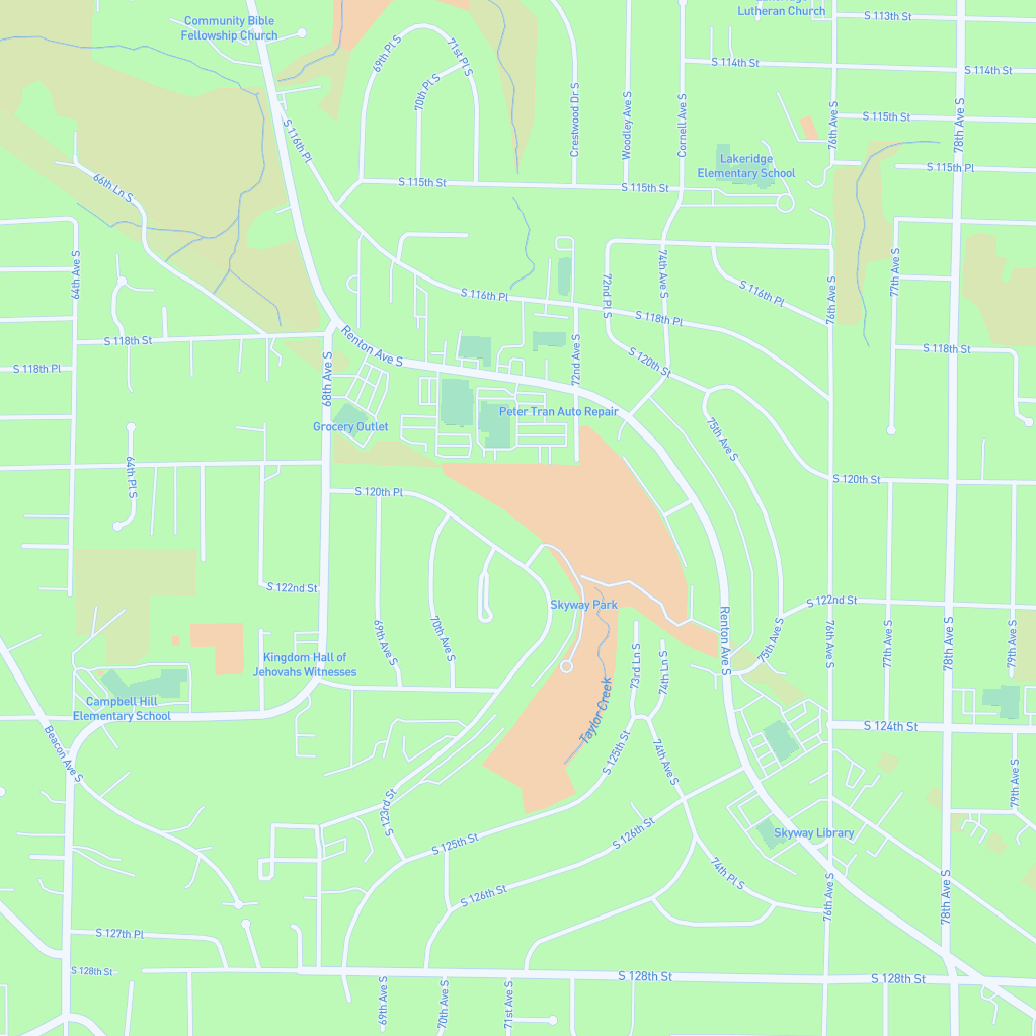 Community Bible
Fellowship Church
Lutheran Church
S 113th St
69th Pl S
71st Pl S
S 114th St
S 114th St
70th Pl S
Crestwood Dr S
Woodley Ave S
Cornell Ave S
76th Ave S
78th Ave S
S 115th St
S 116th Pl
Lakeridge
Elementary School
S 115th Pl
66th Ln S
S 115th St
S 115th St
64th Ave S
74th Ave S
77th Ave S
72nd Pl S
76th Ave S
S 116th Pl
S 116th Pl
S 118th Pl
S 118th St
Renton Ave S
S 118th St
72nd Ave S
S 120th St
S 118th Pl
68th Ave S
Peter Tran Auto Repair
Grocery Outlet
75th Ave S
64th Pl S
S 120th St
S 120th Pl
S 122nd St
Skyway Park
S 122nd St
Renton Ave S
69th Ave S
70th Ave S
75th Ave S
76th Ave S
77th Ave S
78th Ave S
79th Ave S
Kingdom Hall of
Jehovahs Witnesses
73rd Ln S
74th Ln S
Campbell Hill
Elementary School
Taylor Creek
S 124th St
Beacon Ave S
S 125th St
74th Ave S
79th Ave S
S 123rd St
S 125th St
S 126th St
Skyway Library
74th Pl S
S 126th St
76th Ave S
78th Ave S
S 127th Pl
S 128th St
S 128th St
S 128th St
69th Ave S
70th Ave S
71st Ave S